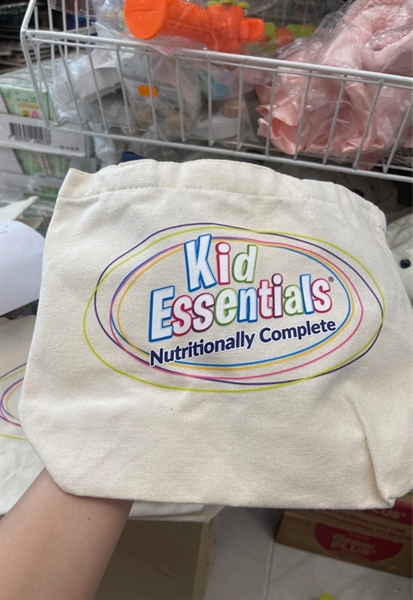 Kid
Essentials®
Nutritionally Complete